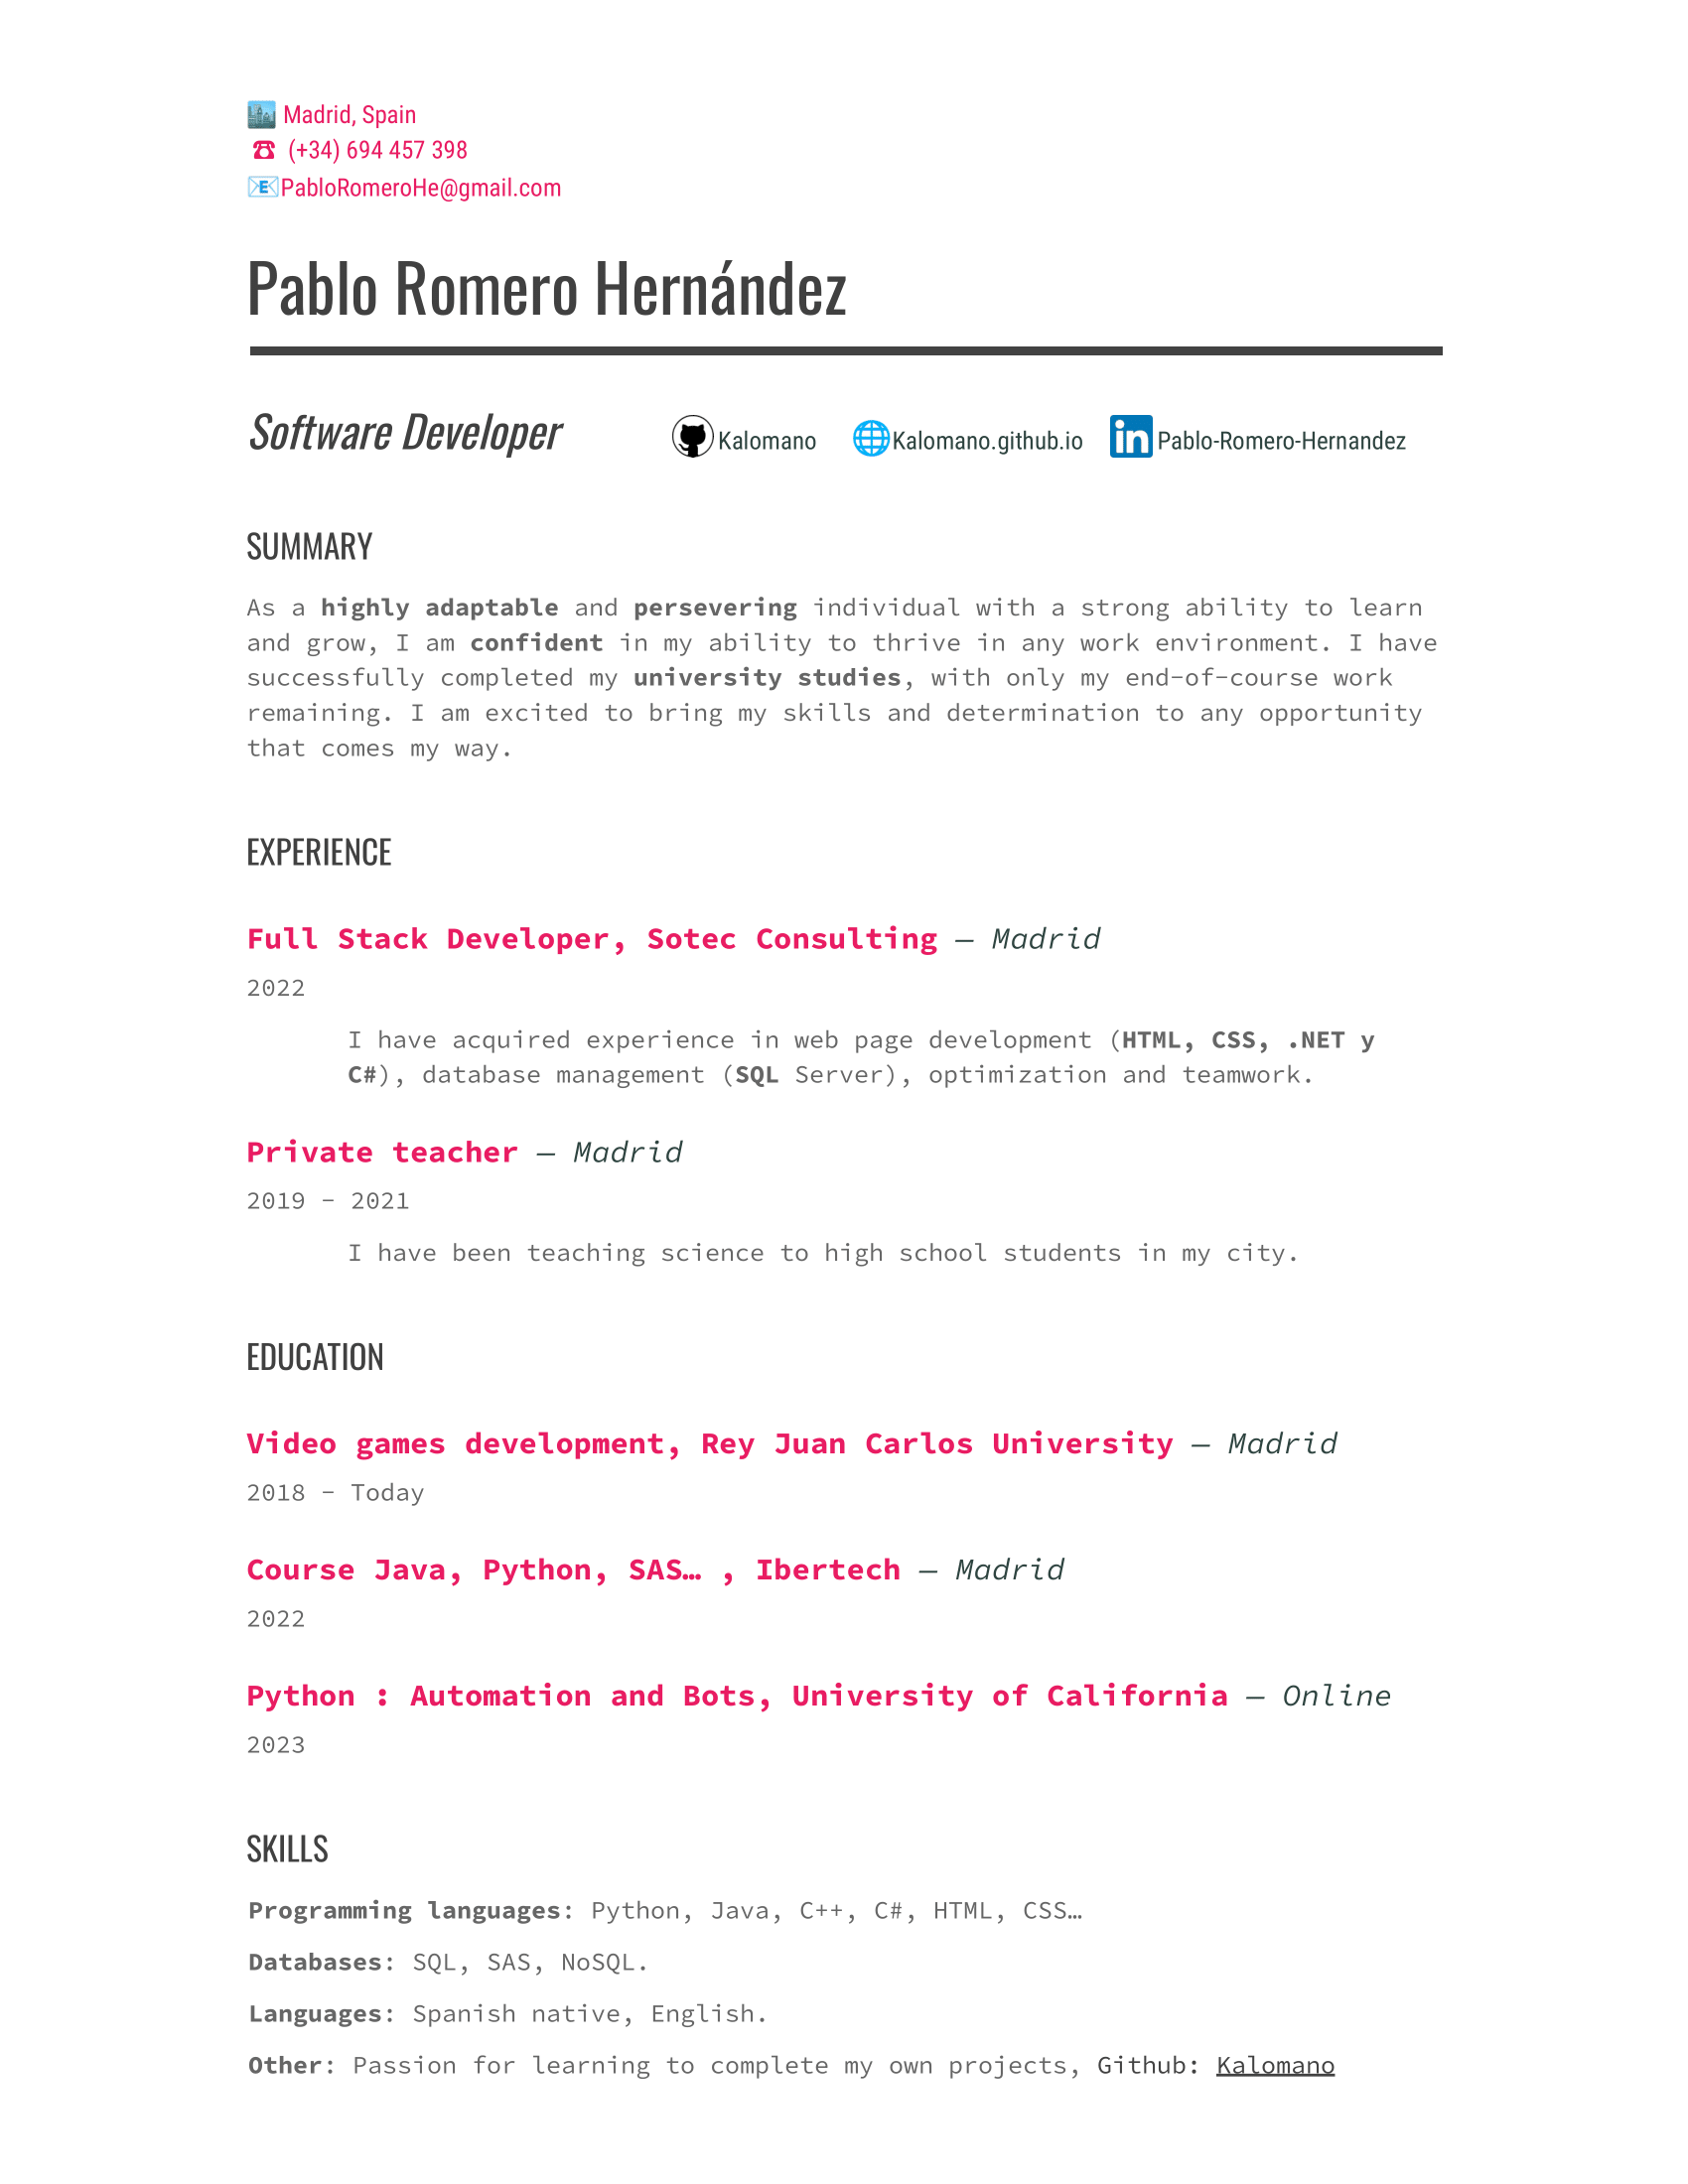 Madrid, Spain
(+34) 694 457 398
PabloRomeroHe@gmail.com
Pablo Romero Hernández
Software Developer Kalomano Kalomano.github.io Pablo-Romero-Hernandez
SUMMARY
As a highly adaptable and persevering individual with a strong ability to learn
and grow, I am confident in my ability to thrive in any work environment. I have
successfully completed my university studies, with only my end-of-course work
remaining. I am excited to bring my skills and determination to any opportunity
that comes my way.
EXPERIENCE
Full Stack Developer, Sotec Consulting — Madrid
2022
I have acquired experience in web page development (HTML, CSS, .NET y
C#), database management (SQL Server), optimization and teamwork.
Private teacher — Madrid
2019 - 2021
I have been teaching science to high school students in my city.
EDUCATION
Video games development, Rey Juan Carlos University — Madrid
2018 - Today
Course Java, Python, SAS… , Ibertech — Madrid
2022
Python : Automation and Bots, University of California — Online
2023
SKILLS
Programming languages: Python, Java, C++, C#, HTML, CSS…
Databases: SQL, SAS, NoSQL.
Languages: Spanish native, English.
Other: Passion for learning to complete my own projects, Github: Kalomano